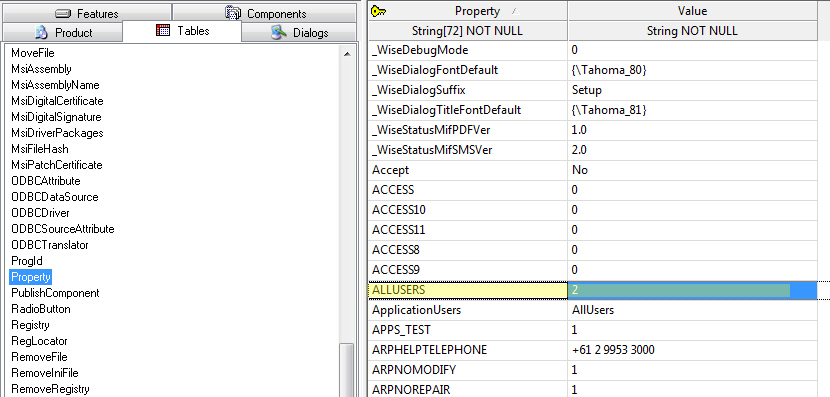 Features Components
Product Tables Dialogs
MoveFile
MsiAssembly
MsiAssemblyName
MsiDigitalCertificate
MsiDigitalSignature
MsiDriverPackages
MsiFileHash
MsiPatchCertificate
ODBCAttribute
ODBCDataSource
ODBCDriver
ODBCSourceAttribute
ODBCTranslator
ProgId
Property
PublishComponent
RadioButton
Registry
RegLocator
RemoveFile
RemoveIniFile
RemoveRegistry
Property Value
String[72] NOT NULL String NOT NULL
_WiseDebugMode 0
_WiseDialogFontDefault {\Tahoma_80}
_WiseDialogSuffix Setup
_WiseDialogTitleFontDefault {\Tahoma_81}
_WiseStatusMifPDFVer 1.0
_WiseStatusMifSMSVer 2.0
Accept No
ACCESS 0
ACCESS10 0
ACCESS11 0
ACCESS8 0
ACCESS9 0
ALLUSERS 2
ApplicationUsers AllUsers
APPS_TEST 1
ARPHELPTELEPHONE +61 2 9953 3000
ARPNOMODIFY 1
ARPNOREPAIR 1